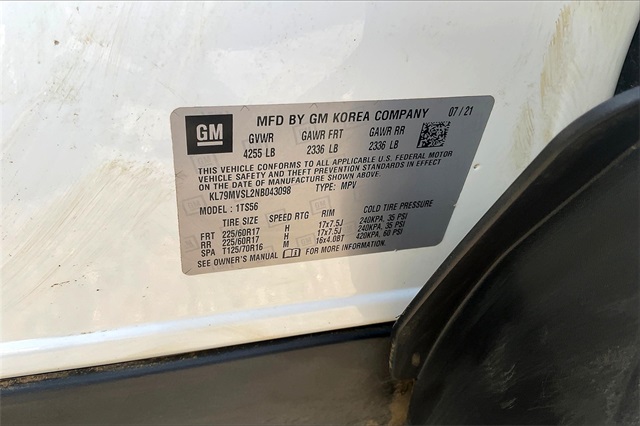 GM
MFD BY GM KOREA COMPANY 07/21
GVWR GAWR FRT GAWR RR
4255 LB 2336 LB 2336 LB
THIS VEHICLE CONFORMS TO ALL APPLICABLE U.S. FEDERAL MOTOR
VEHICLE SAFETY, BUMPER, AND THEFT PREVENTION STANDARDS IN EFFECT
ON THE DATE OF MANUFACTURE SHOWN ABOVE.
KL79MVSL2NB043098 TYPE: MPV
MODEL: 1TS56
TIRE SIZE SPEED RTG RIM COLD TIRE PRESSURE
FRT 225/60R17 H 17x7.5J 240KPA, 35 PSI
RR 225/60R17 H 17x7.5J 240KPA, 35 PSI
SPA T125/70R16 M 16x4.0BT 420KPA, 60 PSI
SEE OWNER'S MANUAL FOR MORE INFORMATION.